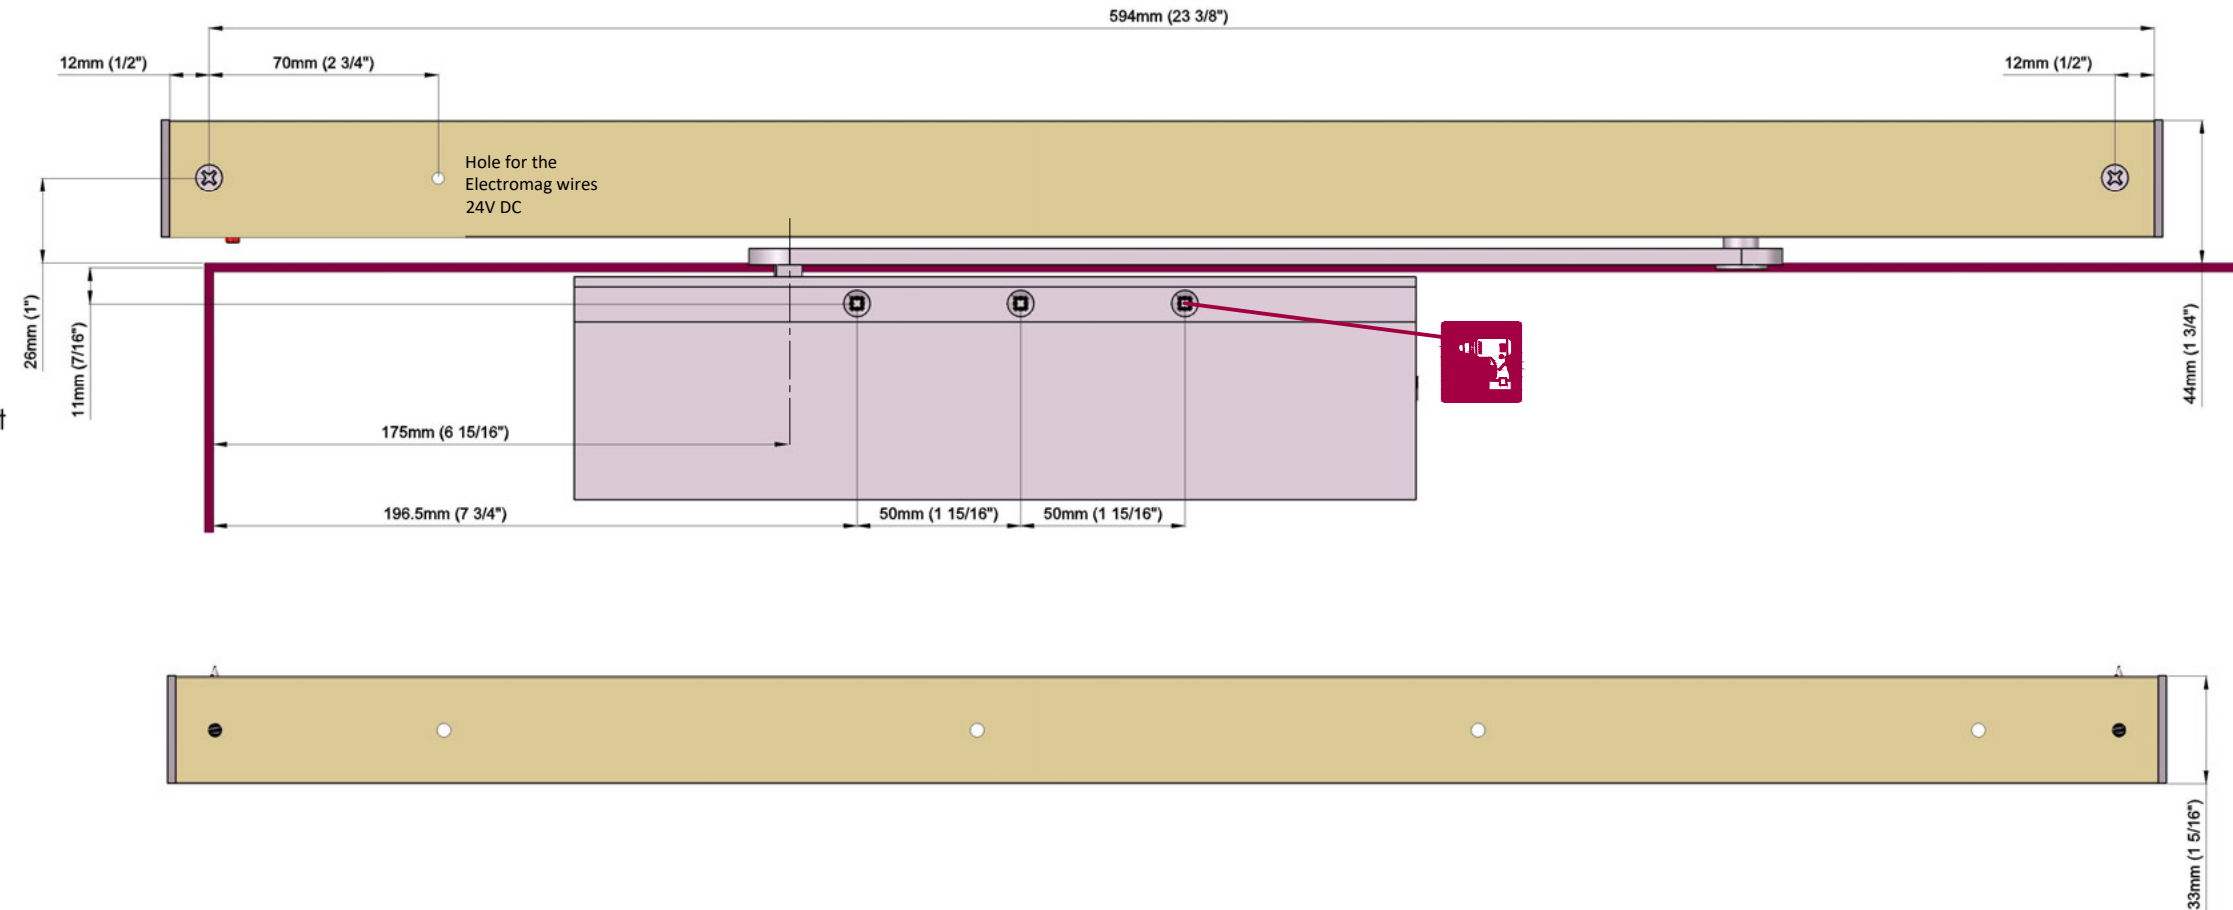 594mm (23 3/8")
12mm (1/2")
70mm (2 3/4")
12mm (1/2")
Hole for the
Electromag wires
24V DC
26mm (1")
11mm (7/16")
44mm (1 3/4")
t
175mm (6 15/16")
196.5mm (7 3/4")
50mm (1 15/16")
50mm (1 15/16")
33mm (1 5/16")